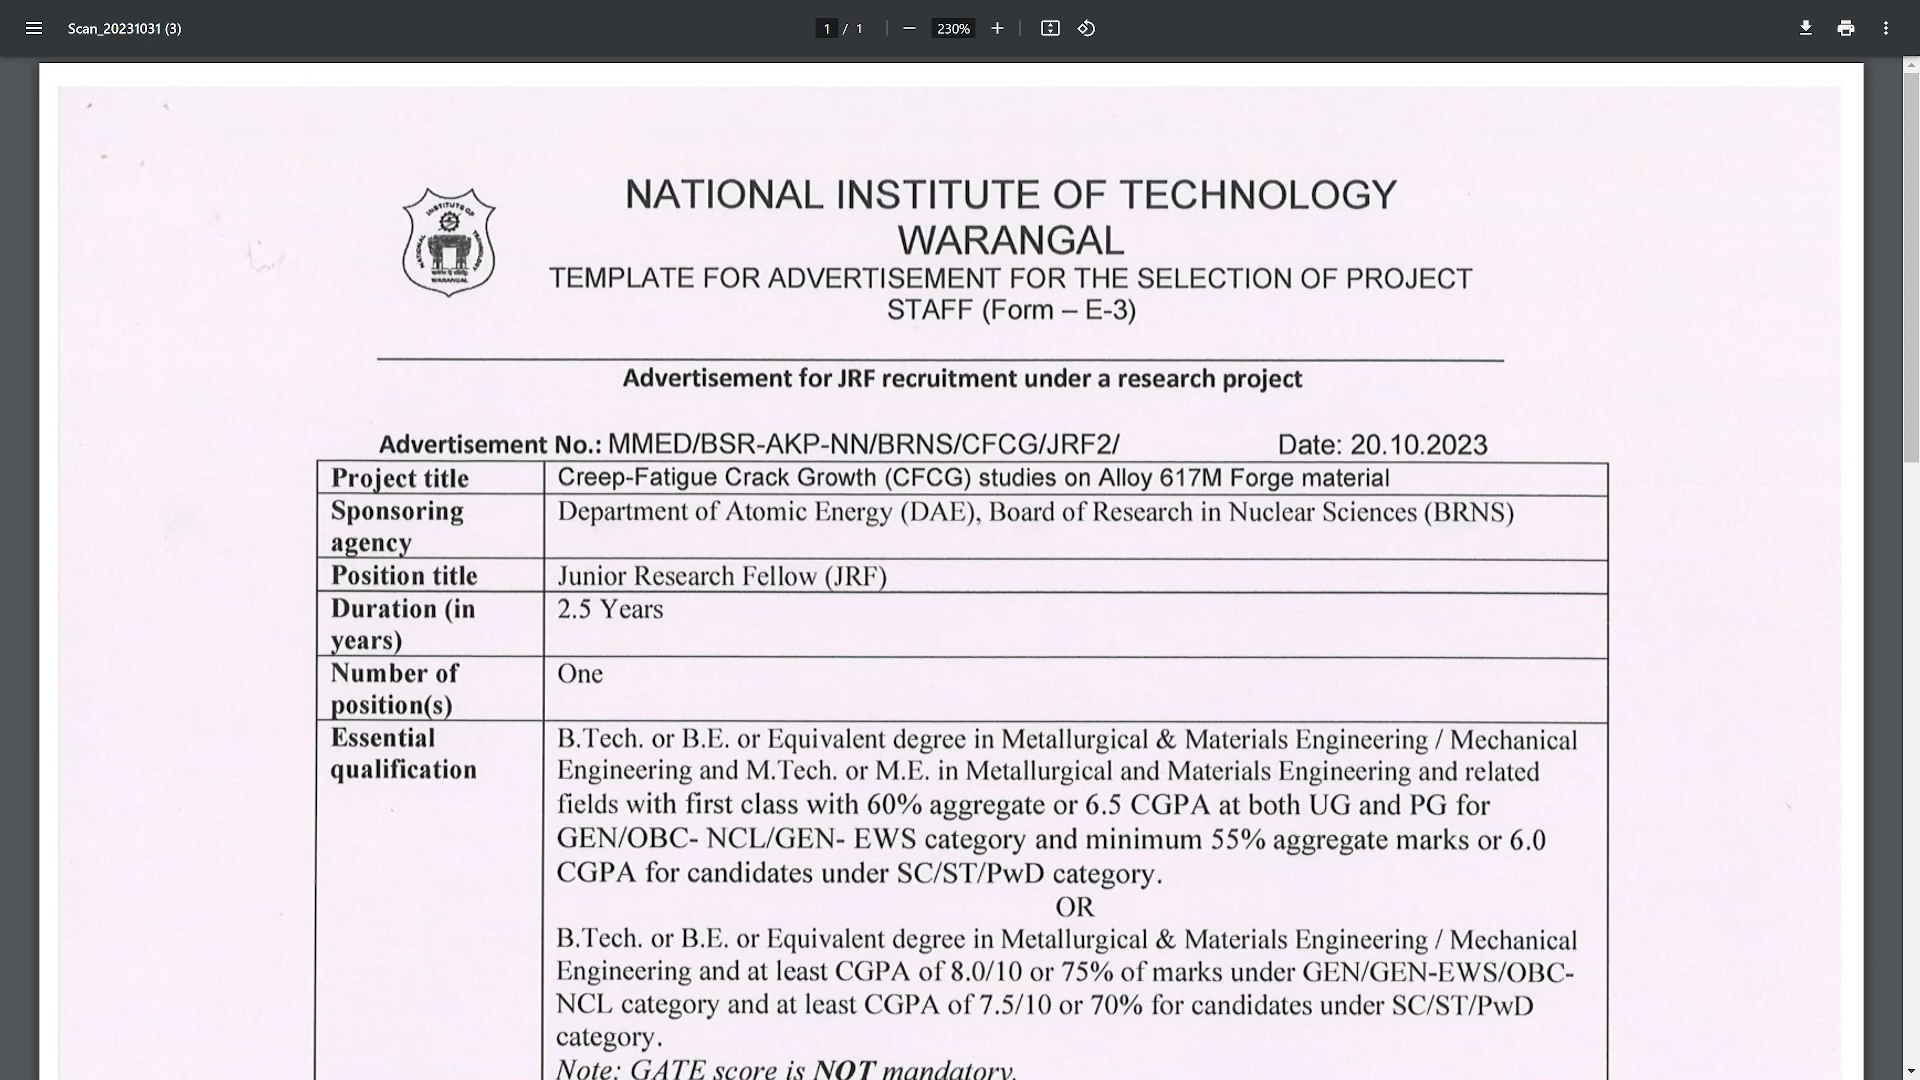 Scan_20231031 (3)
1 / 1
230%
NATIONAL INSTITUTE OF TECHNOLOGY
WARANGAL
TEMPLATE FOR ADVERTISEMENT FOR THE SELECTION OF PROJECT
STAFF (Form – E-3)
INSTITUTE OF
NATIONAL
TECHNOLOGY
WARANGAL
Advertisement for JRF recruitment under a research project
Advertisement No.: MMED/BSR-AKP-NN/BRNS/CFCG/JRF2/ Date: 20.10.2023
Project title Creep-Fatigue Crack Growth (CFCG) studies on Alloy 617M Forge material
Sponsoring Department of Atomic Energy (DAE), Board of Research in Nuclear Sciences (BRNS)
agency
Position title Junior Research Fellow (JRF)
Duration (in 2.5 Years
years)
Number of One
position(s)
Essential B.Tech. or B.E. or Equivalent degree in Metallurgical & Materials Engineering / Mechanical
qualification Engineering and M.Tech. or M.E. in Metallurgical and Materials Engineering and related
fields with first class with 60% aggregate or 6.5 CGPA at both UG and PG for
GEN/OBC- NCL/GEN- EWS category and minimum 55% aggregate marks or 6.0
CGPA for candidates under SC/ST/PwD category.
OR
B.Tech. or B.E. or Equivalent degree in Metallurgical & Materials Engineering / Mechanical
Engineering and at least CGPA of 8.0/10 or 75% of marks under GEN/GEN-EWS/OBC-
NCL category and at least CGPA of 7.5/10 or 70% for candidates under SC/ST/PwD
category.
Note: GATE score is NOT mandatory.